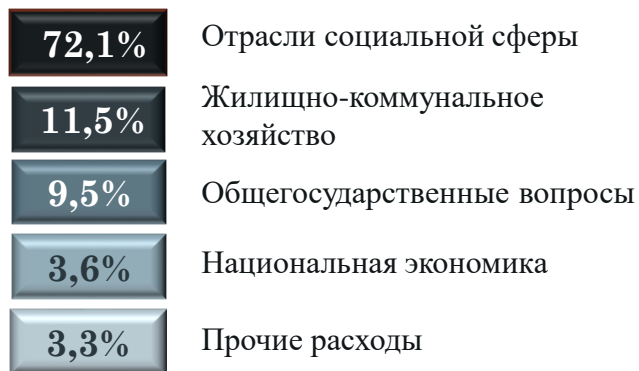 72,1% Отрасли социальной сферы
Жилищно-коммунальное
11,5%
хозяйство
9,5% Общегосударственные вопросы
3,6% Национальная экономика
3,3% Прочие расходы